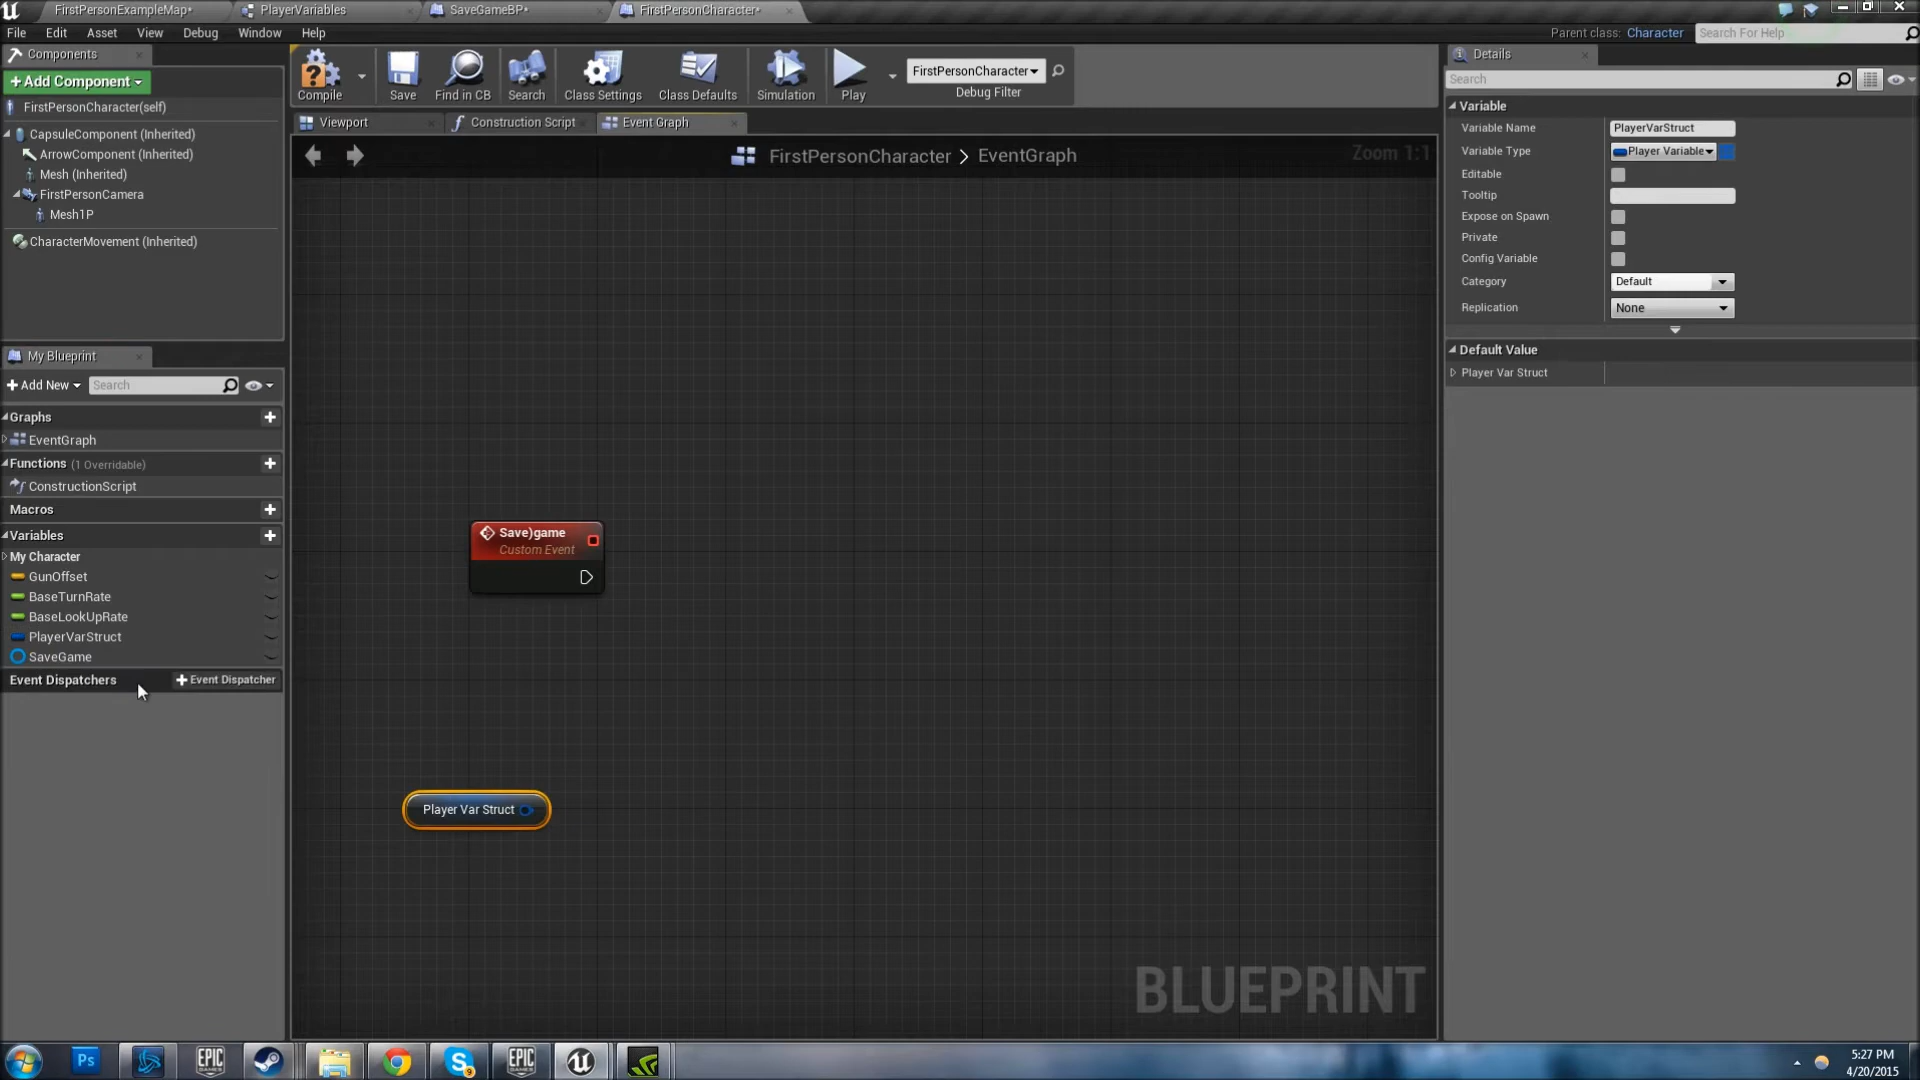 FirstPersonExampleMap*
PlayerVariables
SaveGameBP*
FirstPersonCharacter*
File Edit Asset View Debug Window Help
Parent class: Character
Search For Help
Components
+Add Component
FirstPersonCharacter(self)
CapsuleComponent (Inherited)
ArrowComponent (Inherited)
Mesh (Inherited)
FirstPersonCamera
Mesh1P
CharacterMovement (Inherited)
Compile
Save
Find in CB
Search
Class Settings
Class Defaults
Simulation
Play
FirstPersonCharacter
Debug Filter
Viewport
Construction Script
Event Graph
FirstPersonCharacter > EventGraph
Zoom 1:1
My Blueprint
+Add New
Search
Graphs
EventGraph
Functions (1 Overridable)
ConstructionScript
Macros
Variables
My Character
GunOffset
BaseTurnRate
BaseLookUpRate
PlayerVarStruct
SaveGame
Event Dispatchers
+Event Dispatcher
Save)game
Custom Event
Player Var Struct
BLUEPRINT
Details
Search
Variable
Variable Name PlayerVarStruct
Variable Type Player Variable
Editable
Tooltip
Expose on Spawn
Private
Config Variable
Category Default
Replication None
Default Value
Player Var Struct
Ps
EPIC GAMES
EPIC GAMES
5:27 PM
4/20/2015